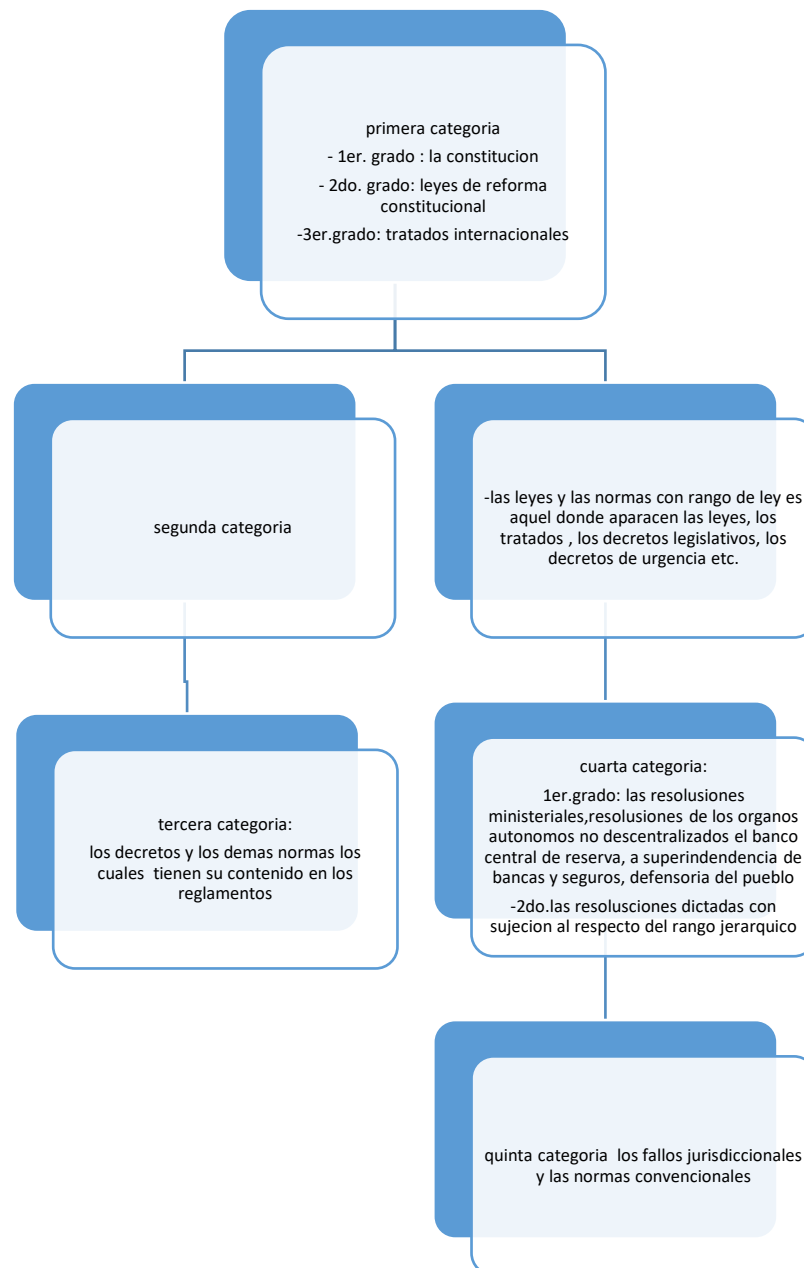 primera categoria
- 1er. grado : la constitucion
- 2do. grado: leyes de reforma
constitucional
-3er.grado: tratados internacionales
segunda categoria
-las leyes y las normas con rango de ley es
aquel donde aparacen las leyes, los
tratados , los decretos legislativos, los
decretos de urgencia etc.
tercera categoria:
los decretos y los demas normas los
cuales tienen su contenido en los
reglamentos
cuarta categoria:
1er.grado: las resolusiones
ministeriales,resolusiones de los organos
autonomos no descentralizados el banco
central de reserva, a superindendencia de
bancas y seguros, defensoria del pueblo
-2do.las resolusciones dictadas con
sujecion al respecto del rango jerarquico
quinta categoria los fallos jurisdiccionales
y las normas convencionales